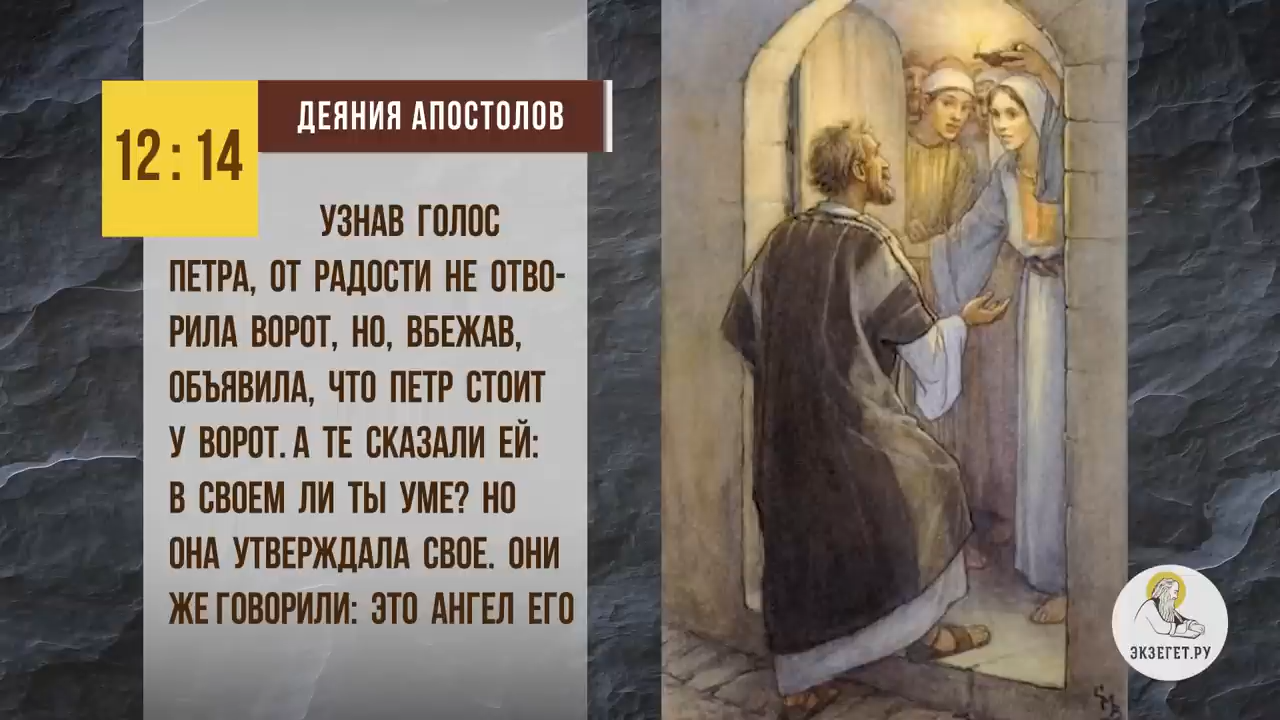 12:14
ДЕЯНИЯ АПОСТОЛОВ
УЗНАВ ГОЛОС
ПЕТРА, ОТ РАДОСТИ НЕ ОТВО-
РИЛА ВОРОТ, НО, ВБЕЖАВ,
ОБЪЯВИЛА, ЧТО ПЕТР СТОИТ
У ВОРОТ. А ТЕ СКАЗАЛИ ЕЙ:
В СВОЕМ ЛИ ТЫ УМЕ? НО
ОНА УТВЕРЖДАЛА СВОЕ. ОНИ
ЖЕ ГОВОРИЛИ: ЭТО АНГЕЛ ЕГО
ЭКЗЕГЕТ.РУ